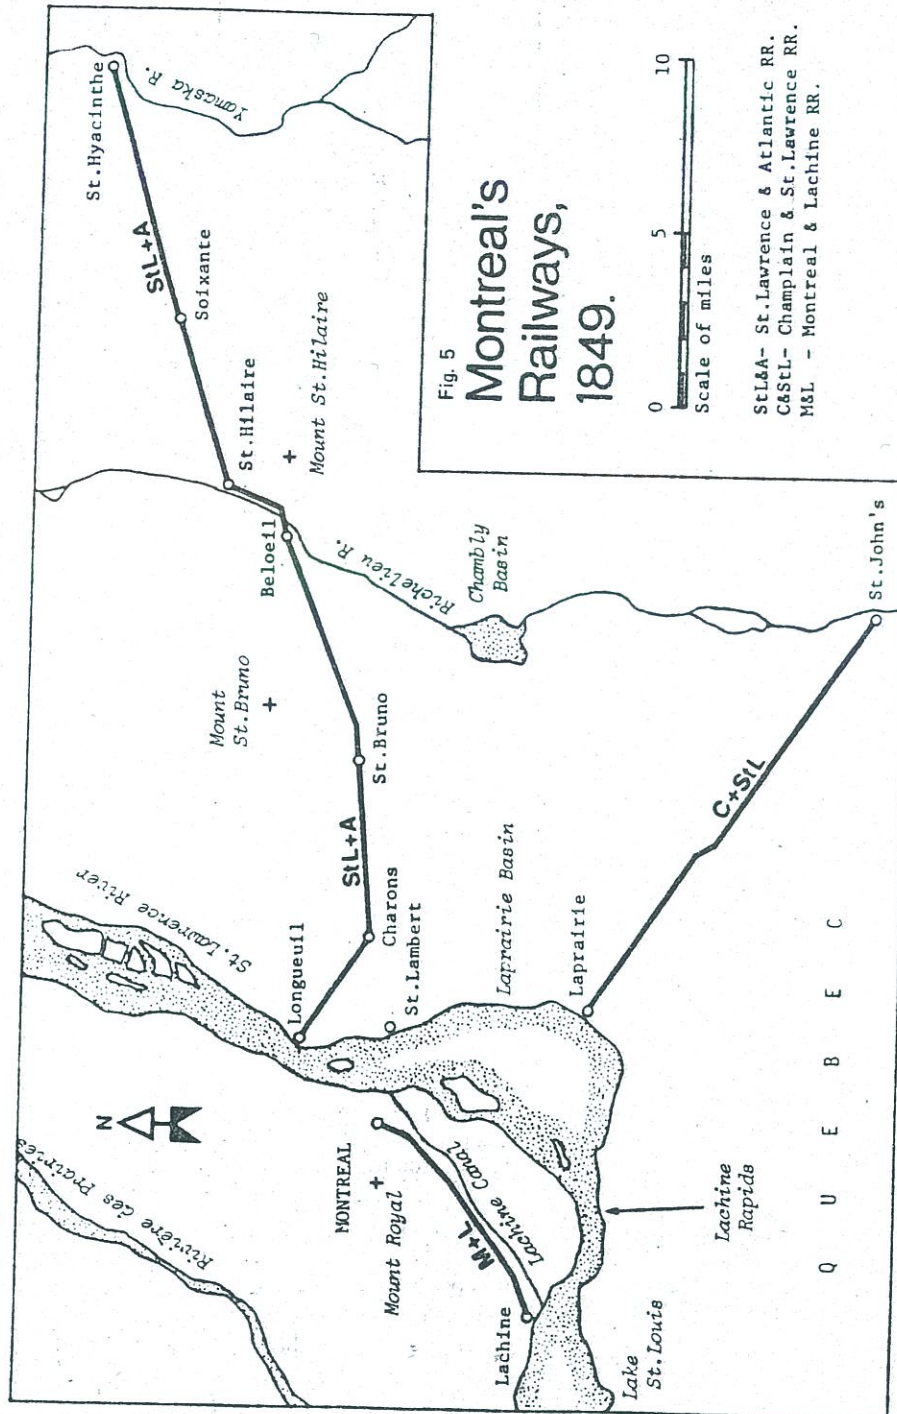 Fig. 5
Montreal's
Railways,
1849.
0 5 10
Scale of miles
StL&A- St.Lawrence & Atlantic RR.
C&StL- Champlain & St.Lawrence RR.
M&L - Montreal & Lachine RR.
N
Rivière des Prairies
St.Lawrence River
MONTREAL
Mount Royal
M+L
Lachine Canal
Lachine
Lake
St.Louis
Lachine
Rapids
Longueuil
Charons
St.Lambert
Laprairie Basin
Laprairie
StL+A
St.Bruno
Mount
St.Bruno
Beloeil
Richelieu R.
Chambly
Basin
St.Hilaire
Mount St.Hilaire
Soixante
StL+A
St.Hyacinthe
Yamaska R.
C+StL
St.John's
Q U E B E C